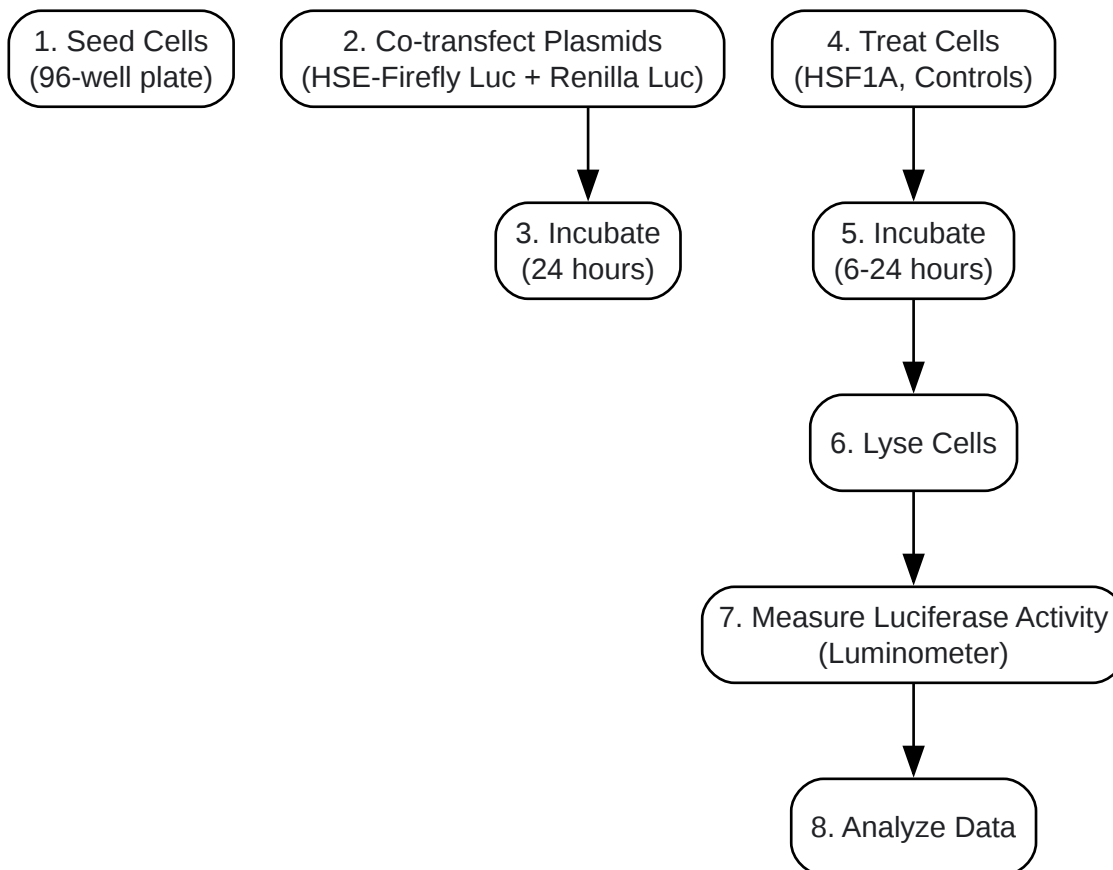 1. Seed Cells
(96-well plate)
2. Co-transfect Plasmids
(HSE-Firefly Luc + Renilla Luc)
3. Incubate
(24 hours)
4. Treat Cells
(HSF1A, Controls)
5. Incubate
(6-24 hours)
6. Lyse Cells
7. Measure Luciferase Activity
(Luminometer)
8. Analyze Data